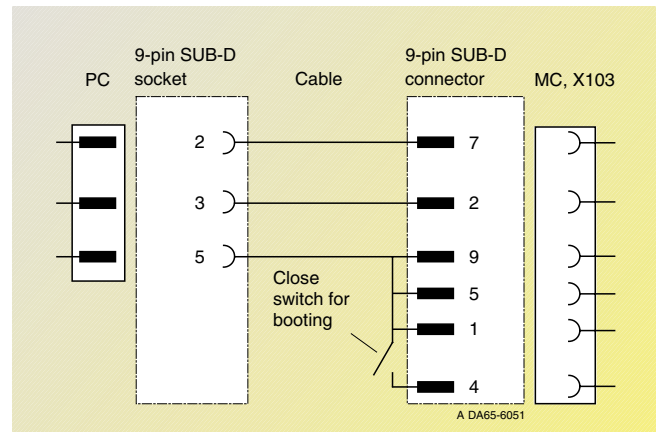 PC
9-pin SUB-D
socket
Cable
9-pin SUB-D
connector
MC, X103
2
7
3
2
5
9
5
1
4
Close
switch for
booting
A DA65-6051